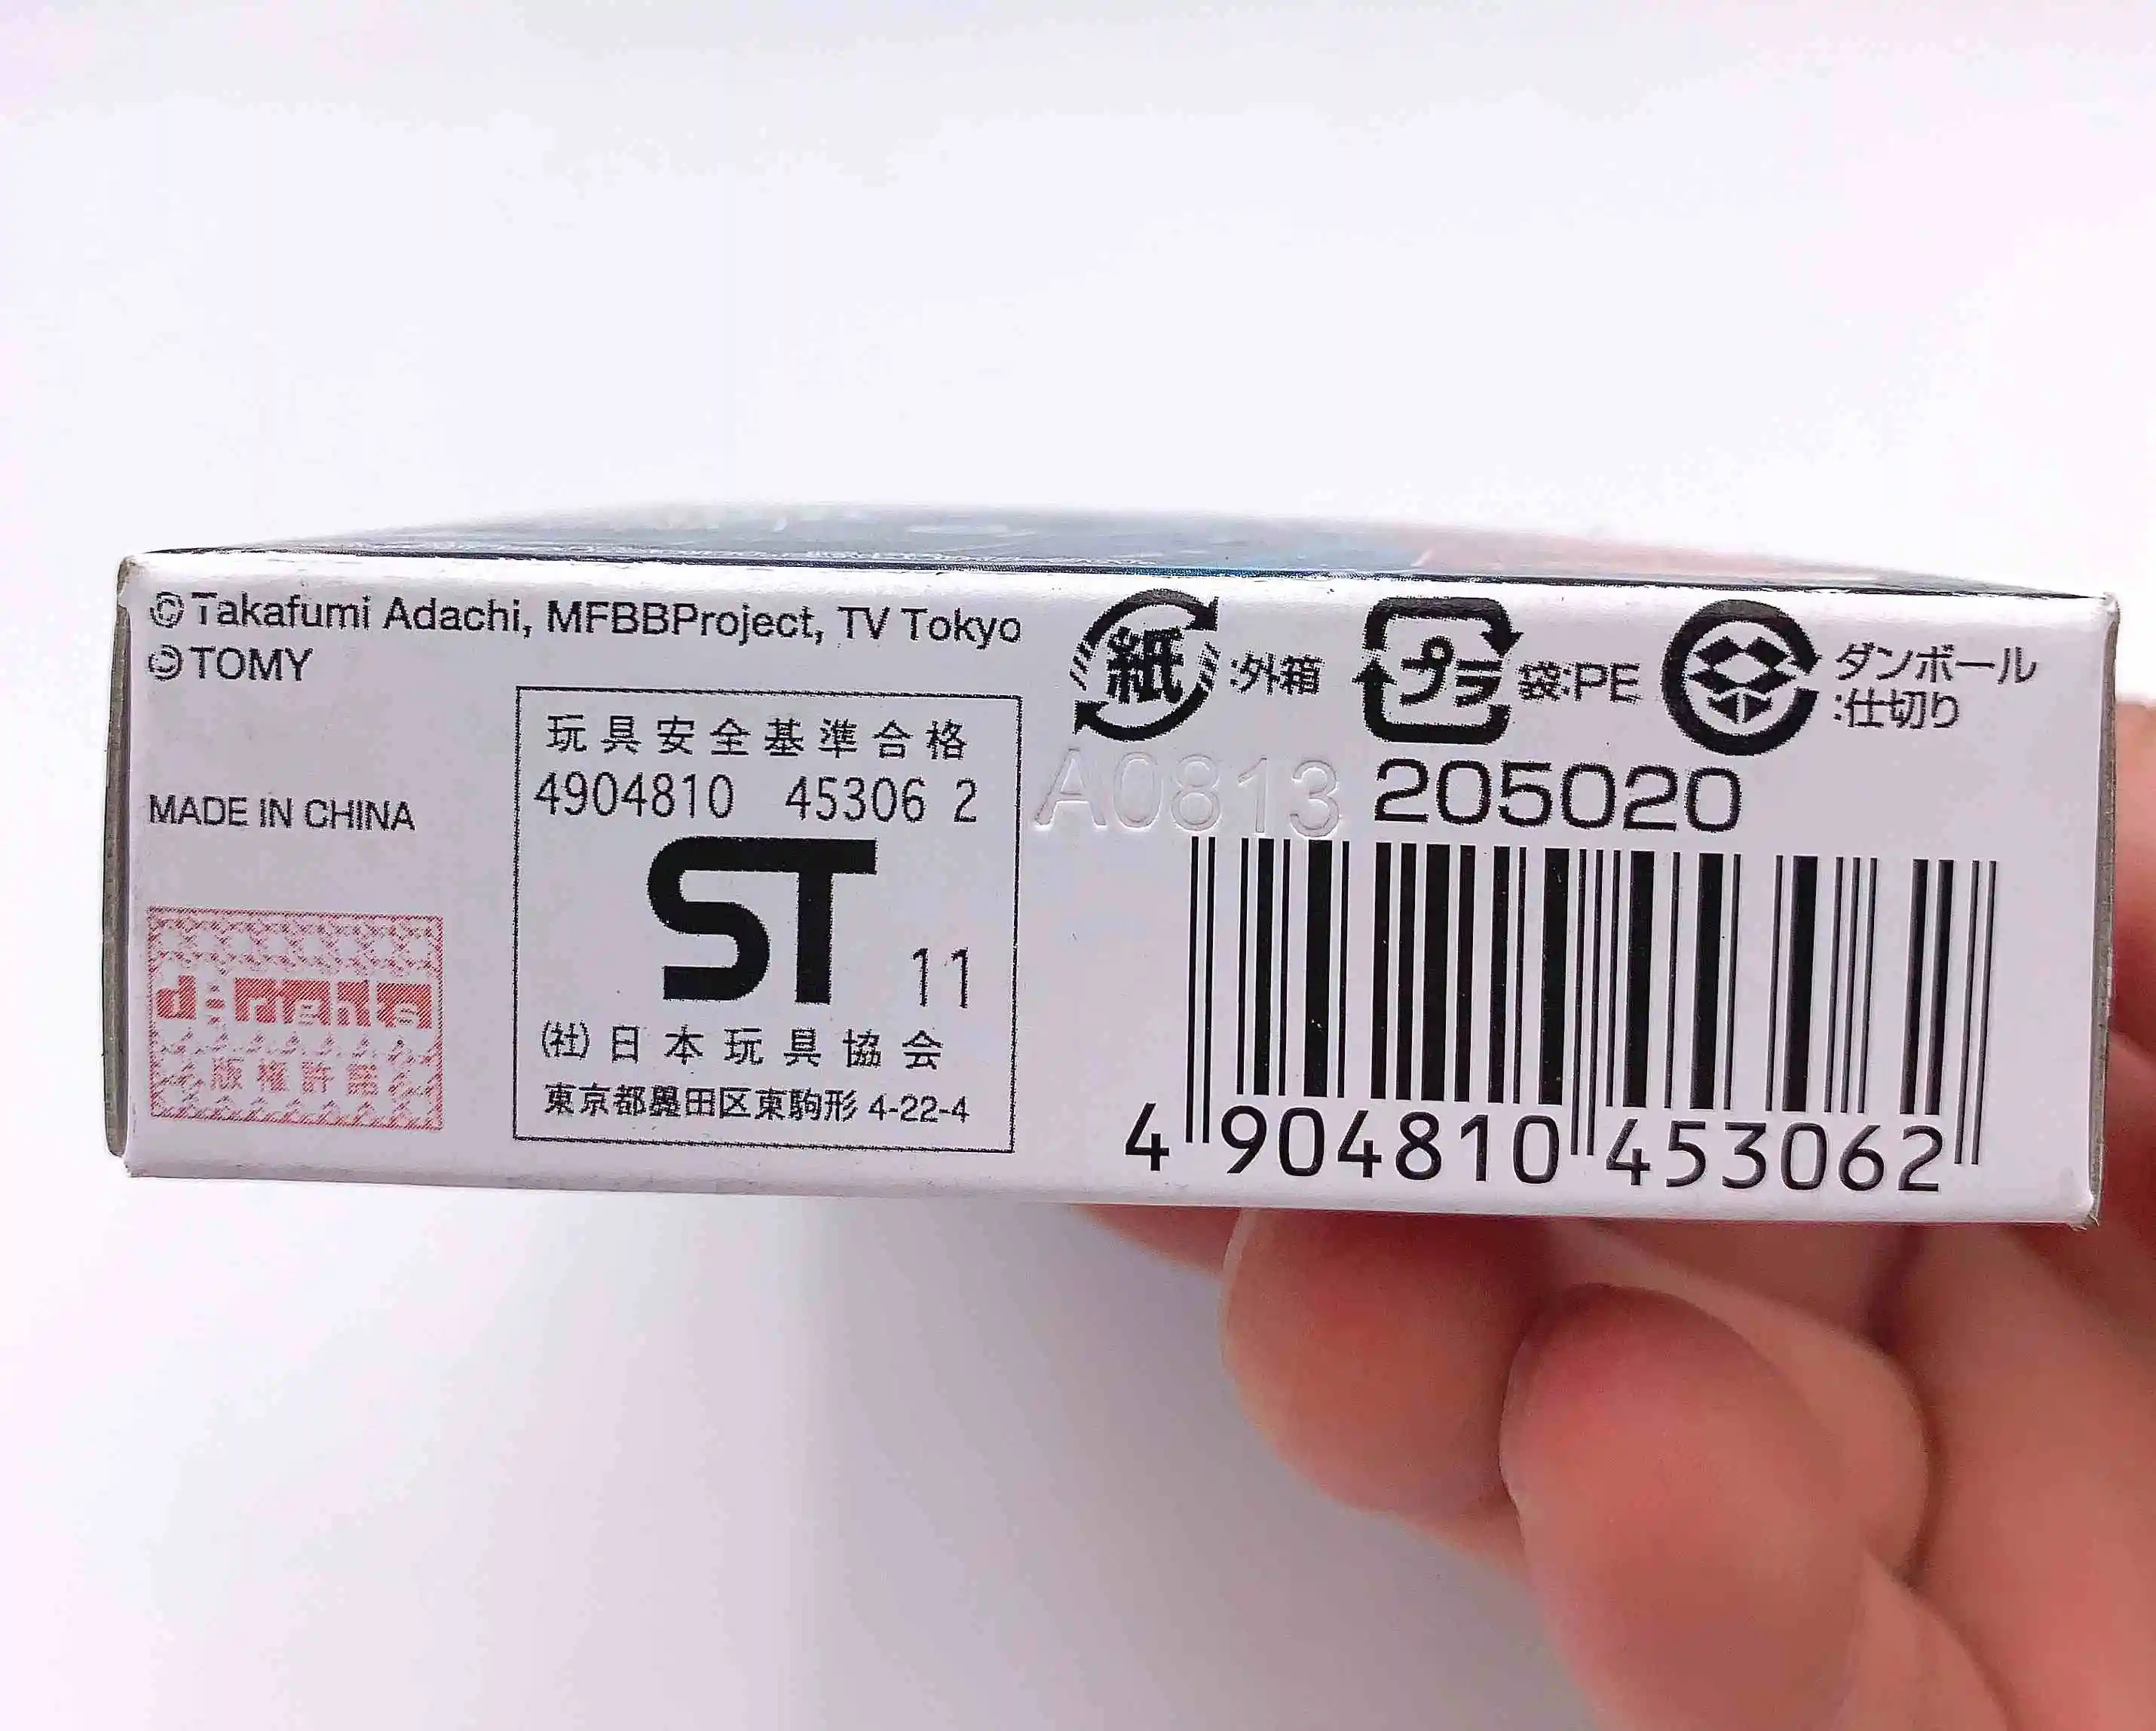 ©Takafumi Adachi, MFBBProject, TV Tokyo
©TOMY
MADE IN CHINA
d-rights
版権許諾
玩具安全基準合格
4904810 45306 2
ST 11
(社)日本玩具協会
東京都墨田区東駒形 4-22-4
紙:外箱
プラ 袋:PE
ダンボール
:仕切り
A0813 205020
4 904810 453062